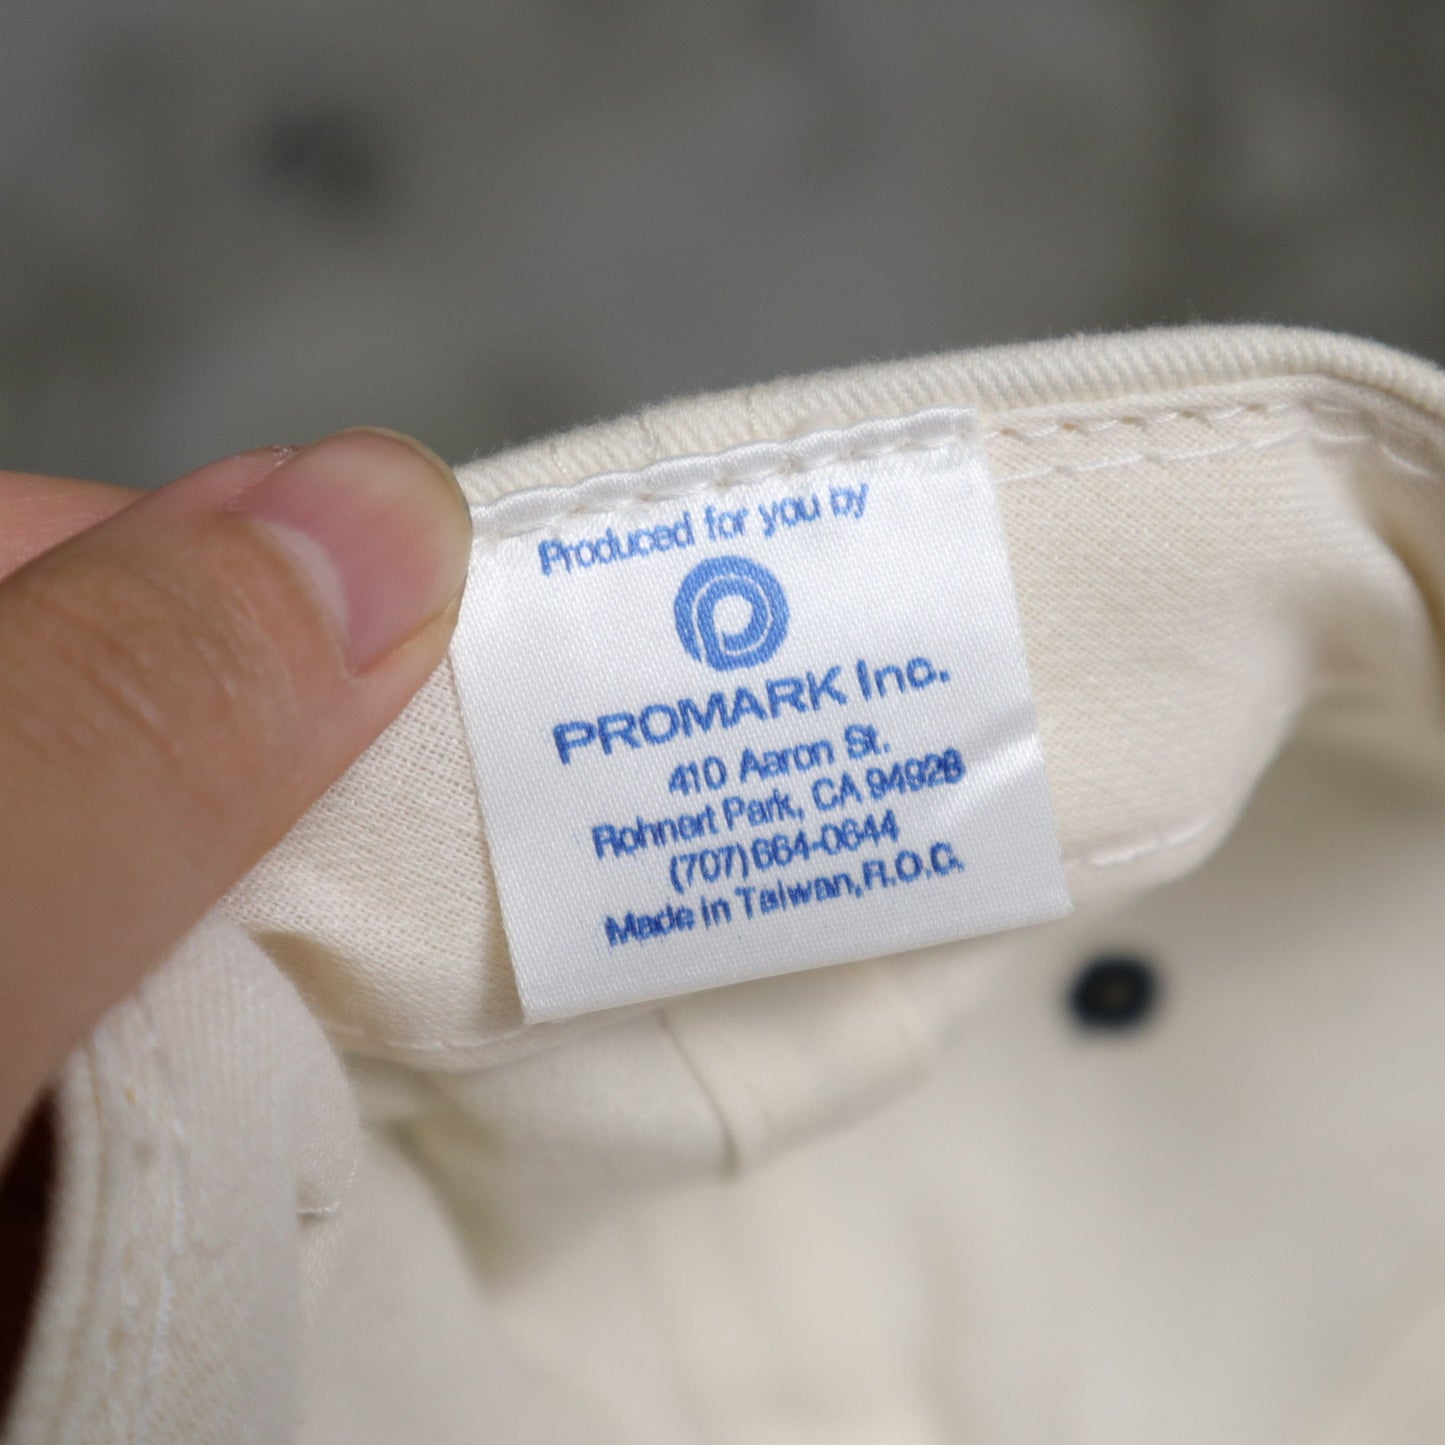 Produced for you by
PROMARK Inc.
410 Aaron St.
Rohnert Park, CA 94928
(707)664-0644
Made in Taiwan,R.O.C.